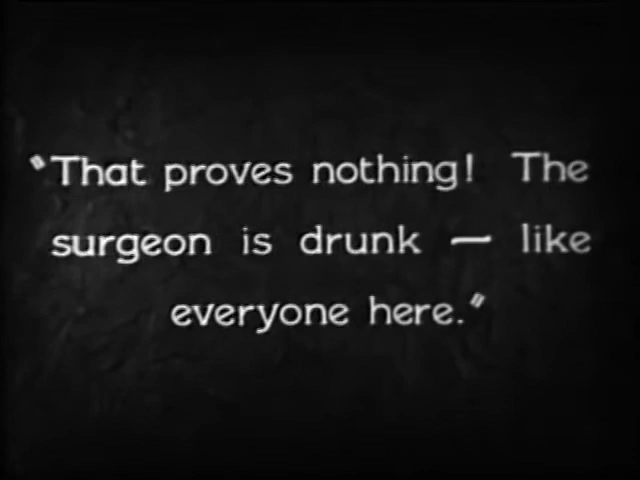 "That proves nothing! The
surgeon is drunk — like
everyone here."